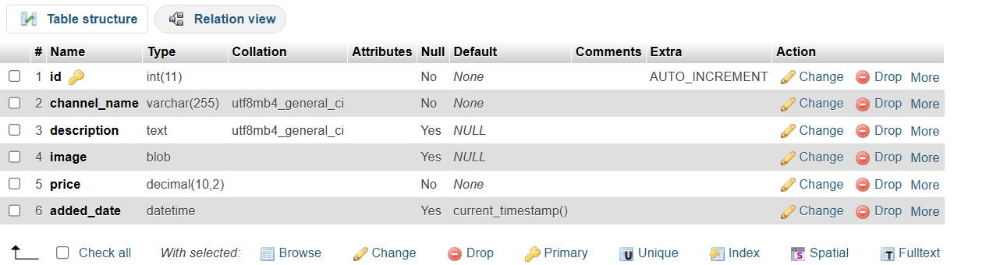 Table structure Relation view
# Name Type Collation Attributes Null Default Comments Extra Action
1 id int(11) No None AUTO_INCREMENT Change Drop More
2 channel_name varchar(255) utf8mb4_general_ci No None Change Drop More
3 description text utf8mb4_general_ci Yes NULL Change Drop More
4 image blob Yes NULL Change Drop More
5 price decimal(10,2) No None Change Drop More
6 added_date datetime Yes current_timestamp() Change Drop More
Check all With selected: Browse Change Drop Primary U Unique Index S Spatial T Fulltext